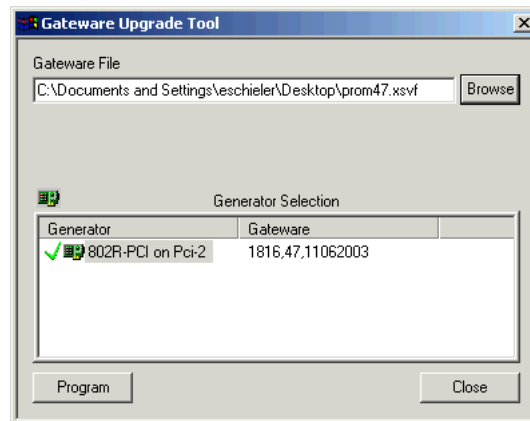 Gateware Upgrade Tool
Gateware File
C:\Documents and Settings\eschieler\Desktop\prom47.xsvf
Browse
Generator Selection
Generator Gateware
802R-PCI on Pci-2 1816,47,11062003
Program Close